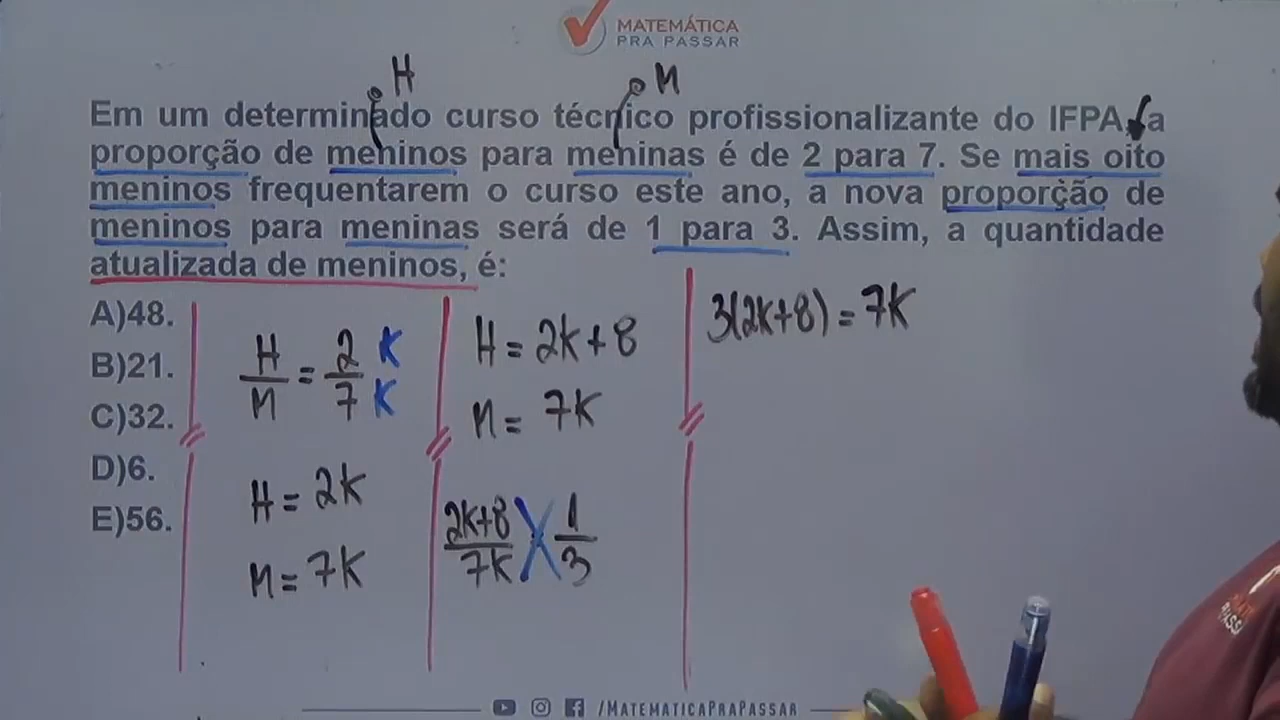 MATEMÁTICA
PRA PASSAR
H
M
Em um determinado curso técnico profissionalizante do IFPA, a
proporção de meninos para meninas é de 2 para 7. Se mais oito
meninos frequentarem o curso este ano, a nova proporção de
meninos para meninas será de 1 para 3. Assim, a quantidade
atualizada de meninos, é:
A)48.
B)21.
C)32.
D)6.
E)56.
H/M = 2K/7K
H = 2K
M = 7K
H = 2K+8
M = 7K
2K+8/7K 1/3
3(2K+8) = 7K
MAT
PASS
/MATEMATICAPRAPASSAR